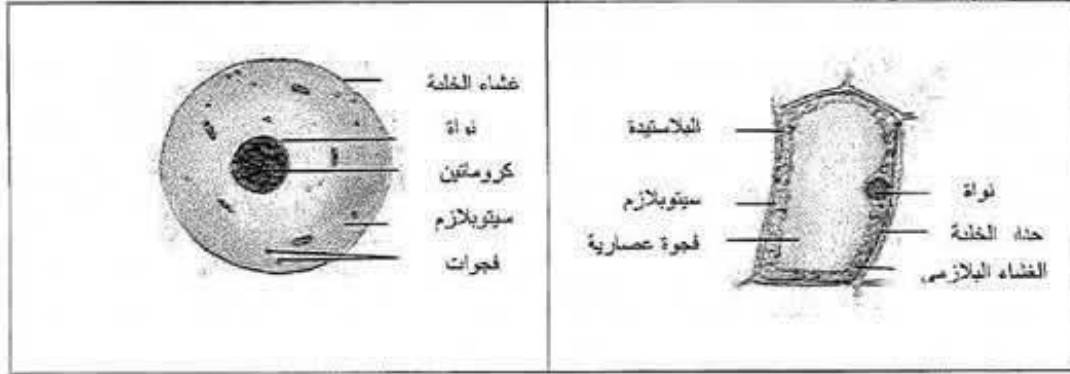 غشاء الخلية
نواة
كروماتين
سيتوبلازم
فجوات
البلاستيدة
سيتوبلازم
فجوة عصارية
نواة
جدار الخلية
الغشاء البلازمي